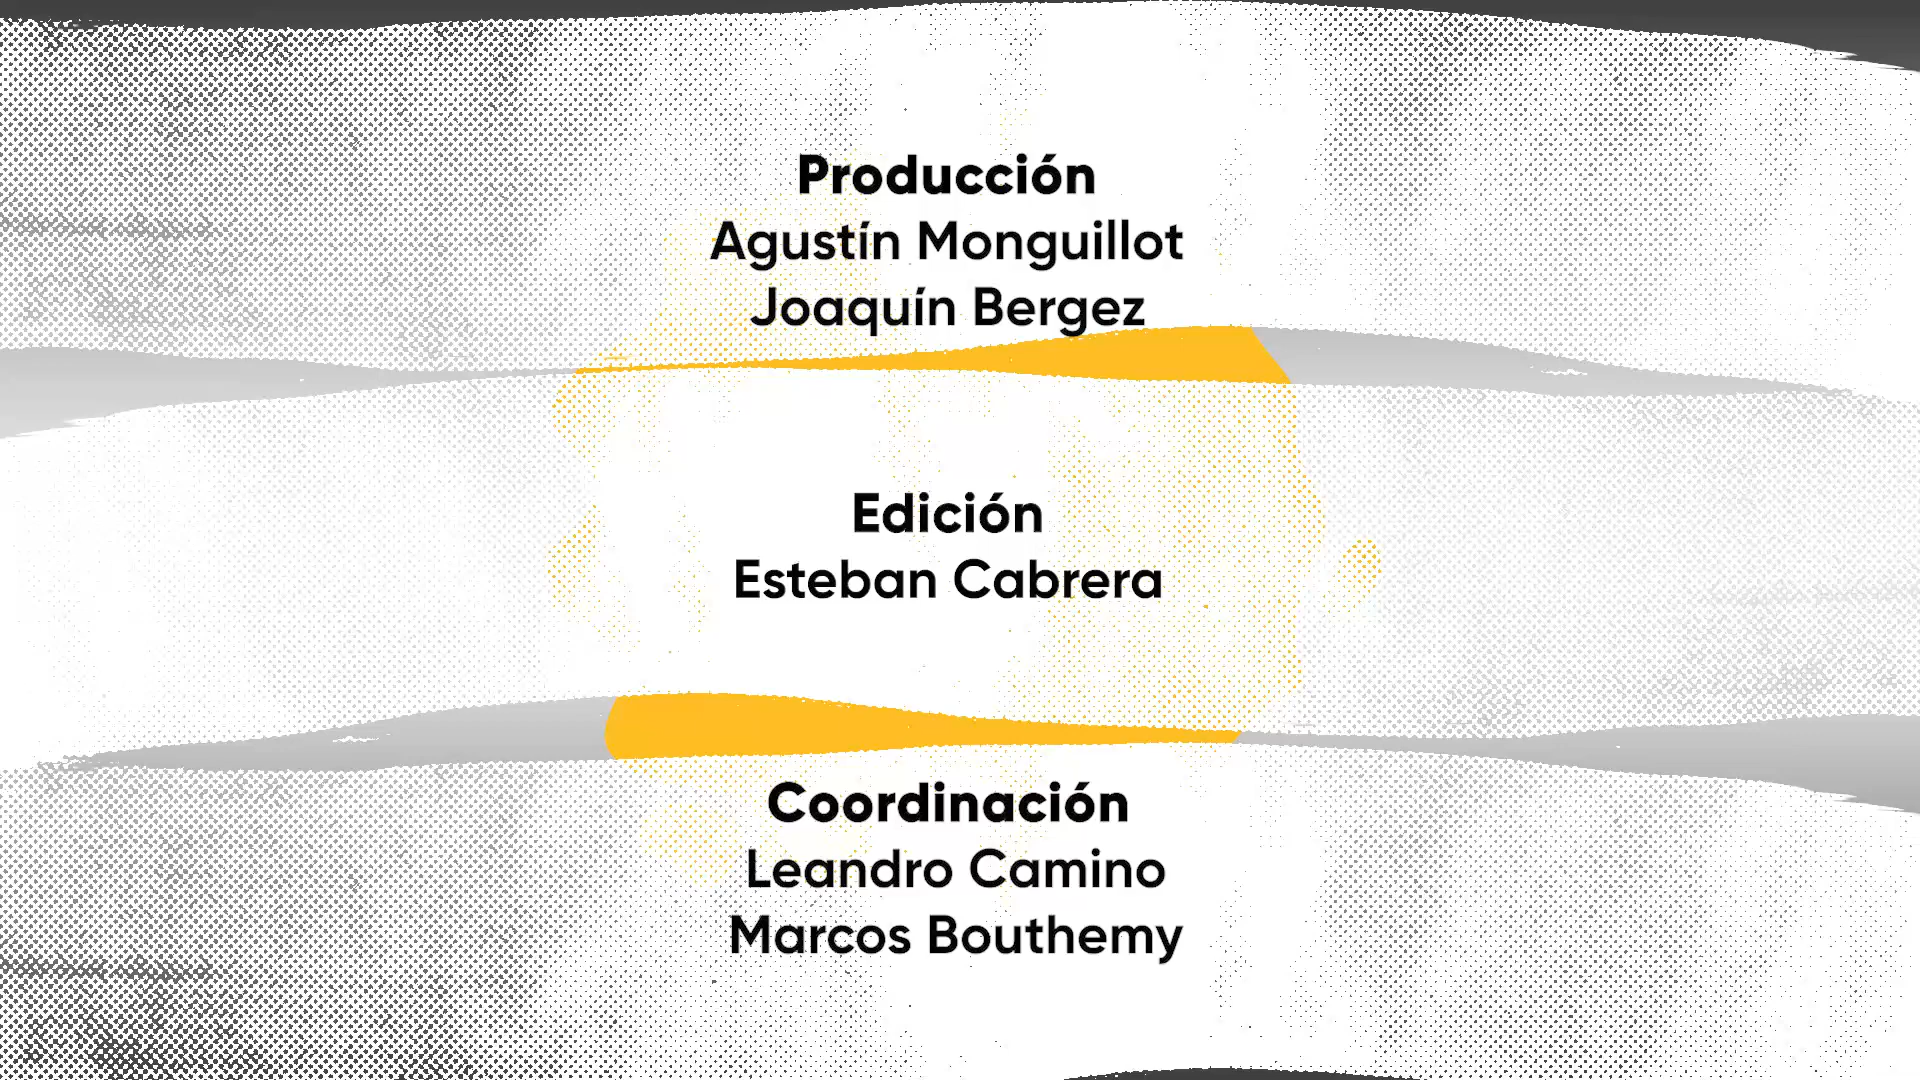 Producción
Agustín Monguillot
Joaquín Bergez
Edición
Esteban Cabrera
Coordinación
Leandro Camino
Marcos Bouthemy